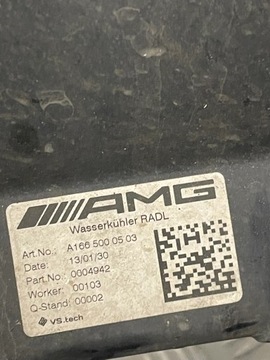 AMG
Wasserkühler RADL
Art.No.: A166 500 05 03
Date: 13/01/30
Part.No.: 0004942
Worker: 00103
Q-Stand: 00002
VS.tech